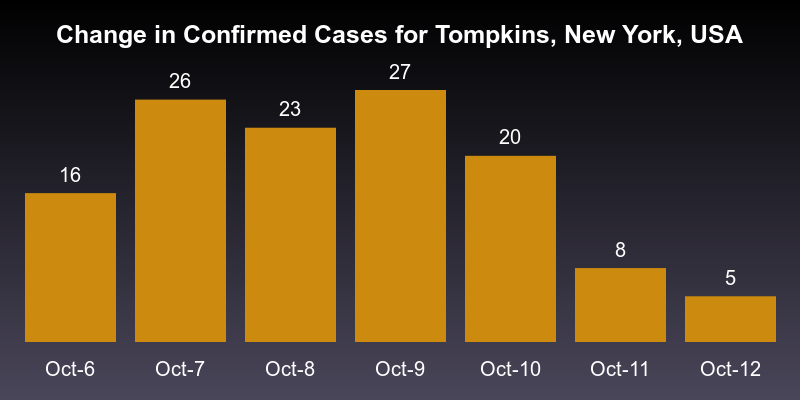 Change in Confirmed Cases for Tompkins, New York, USA
16
26
23
27
20
8
5
Oct-6
Oct-7
Oct-8
Oct-9
Oct-10
Oct-11
Oct-12